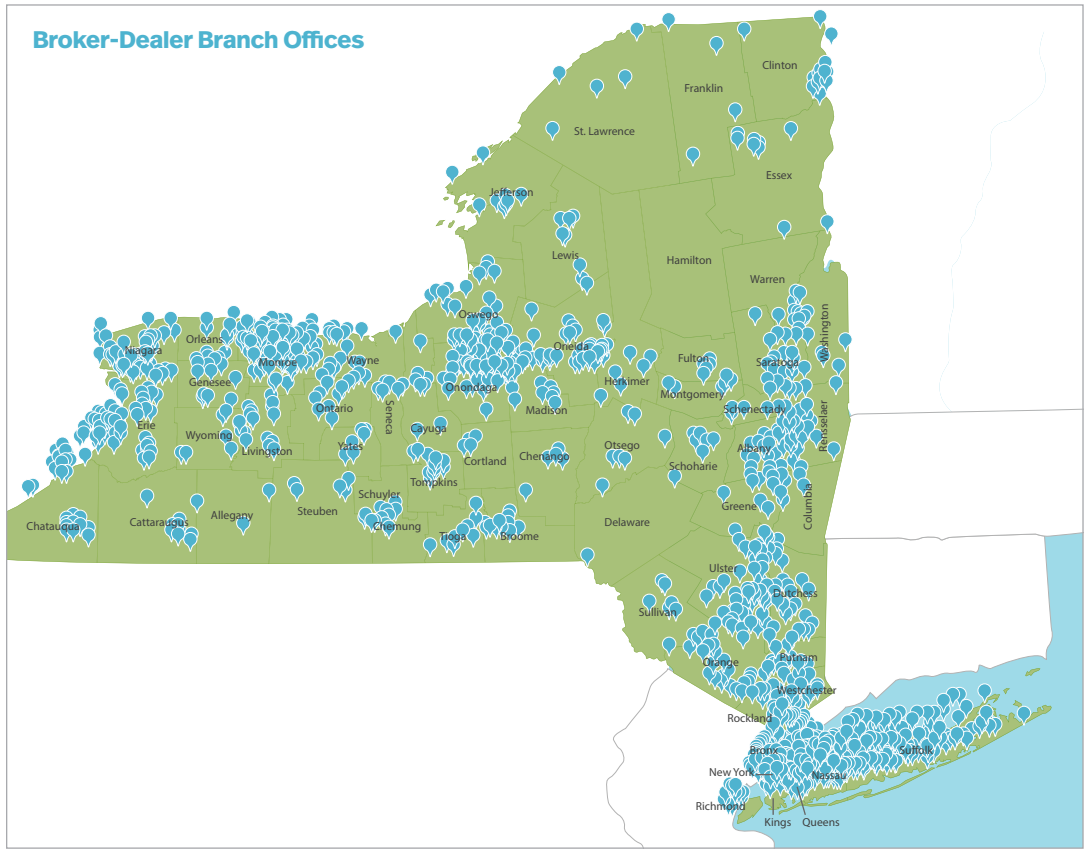 Broker-Dealer Branch Offices
Clinton
Franklin
St. Lawrence
Essex
Jefferson
Lewis
Hamilton
Warren
Oswego
Washington
Orleans
Niagara
Monroe
Wayne
Oneida
Fulton
Saratoga
Genesee
Onondaga
Herkimer
Montgomery
Ontario
Seneca
Madison
Schenectady
Rensselaer
Erie
Wyoming
Cayuga
Livingston
Yates
Otsego
Albany
Cortland
Chenango
Schoharie
Tompkins
Schuyler
Greene
Columbia
Allegany
Steuben
Chataugua
Cattaraugus
Chemung
Delaware
Tioga
Broome
Ulster
Dutchess
Sullivan
Putnam
Orange
Westchester
Rockland
Bronx
Suffolk
New York
Nassau
Richmond
Kings
Queens